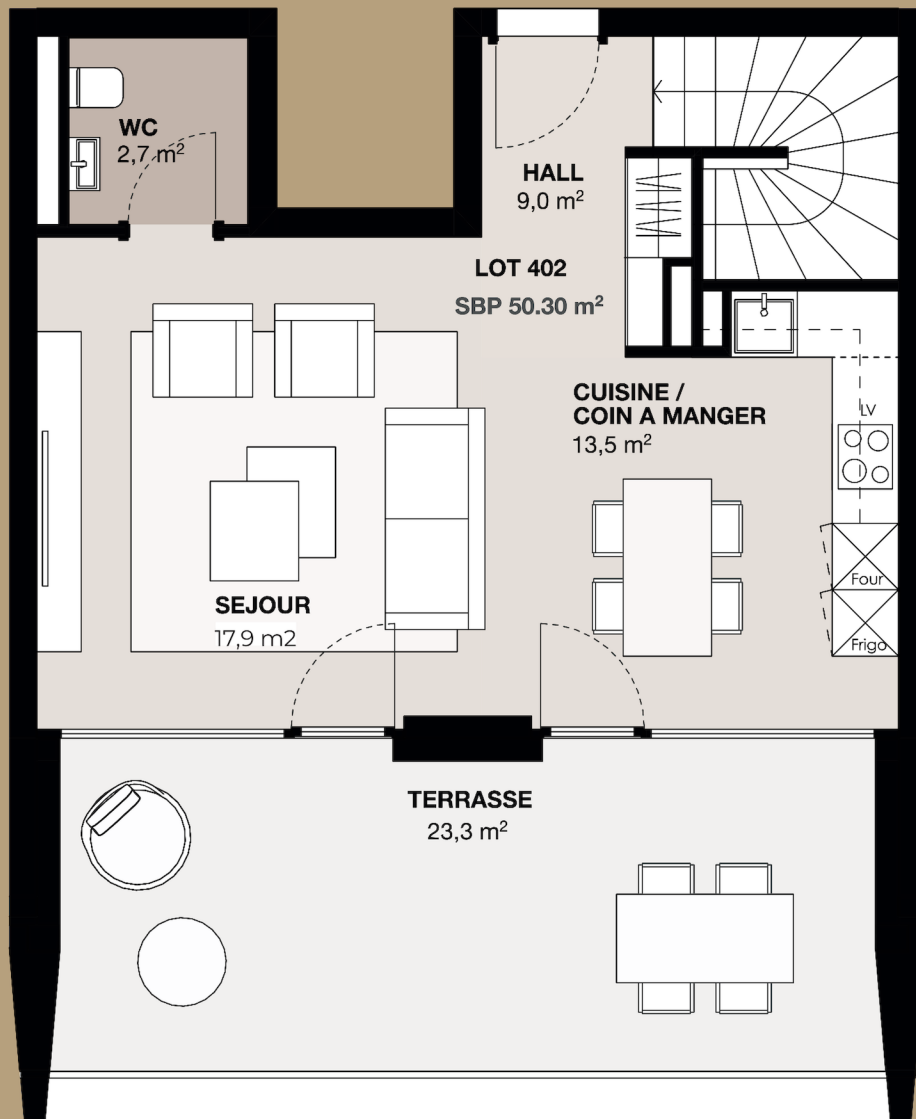 WC
2,7 m²
HALL
9,0 m²
LOT 402
SBP 50.30 m²
CUISINE /
COIN A MANGER
13,5 m²
LV
Four
Frigo
SEJOUR
17,9 m2
TERRASSE
23,3 m²